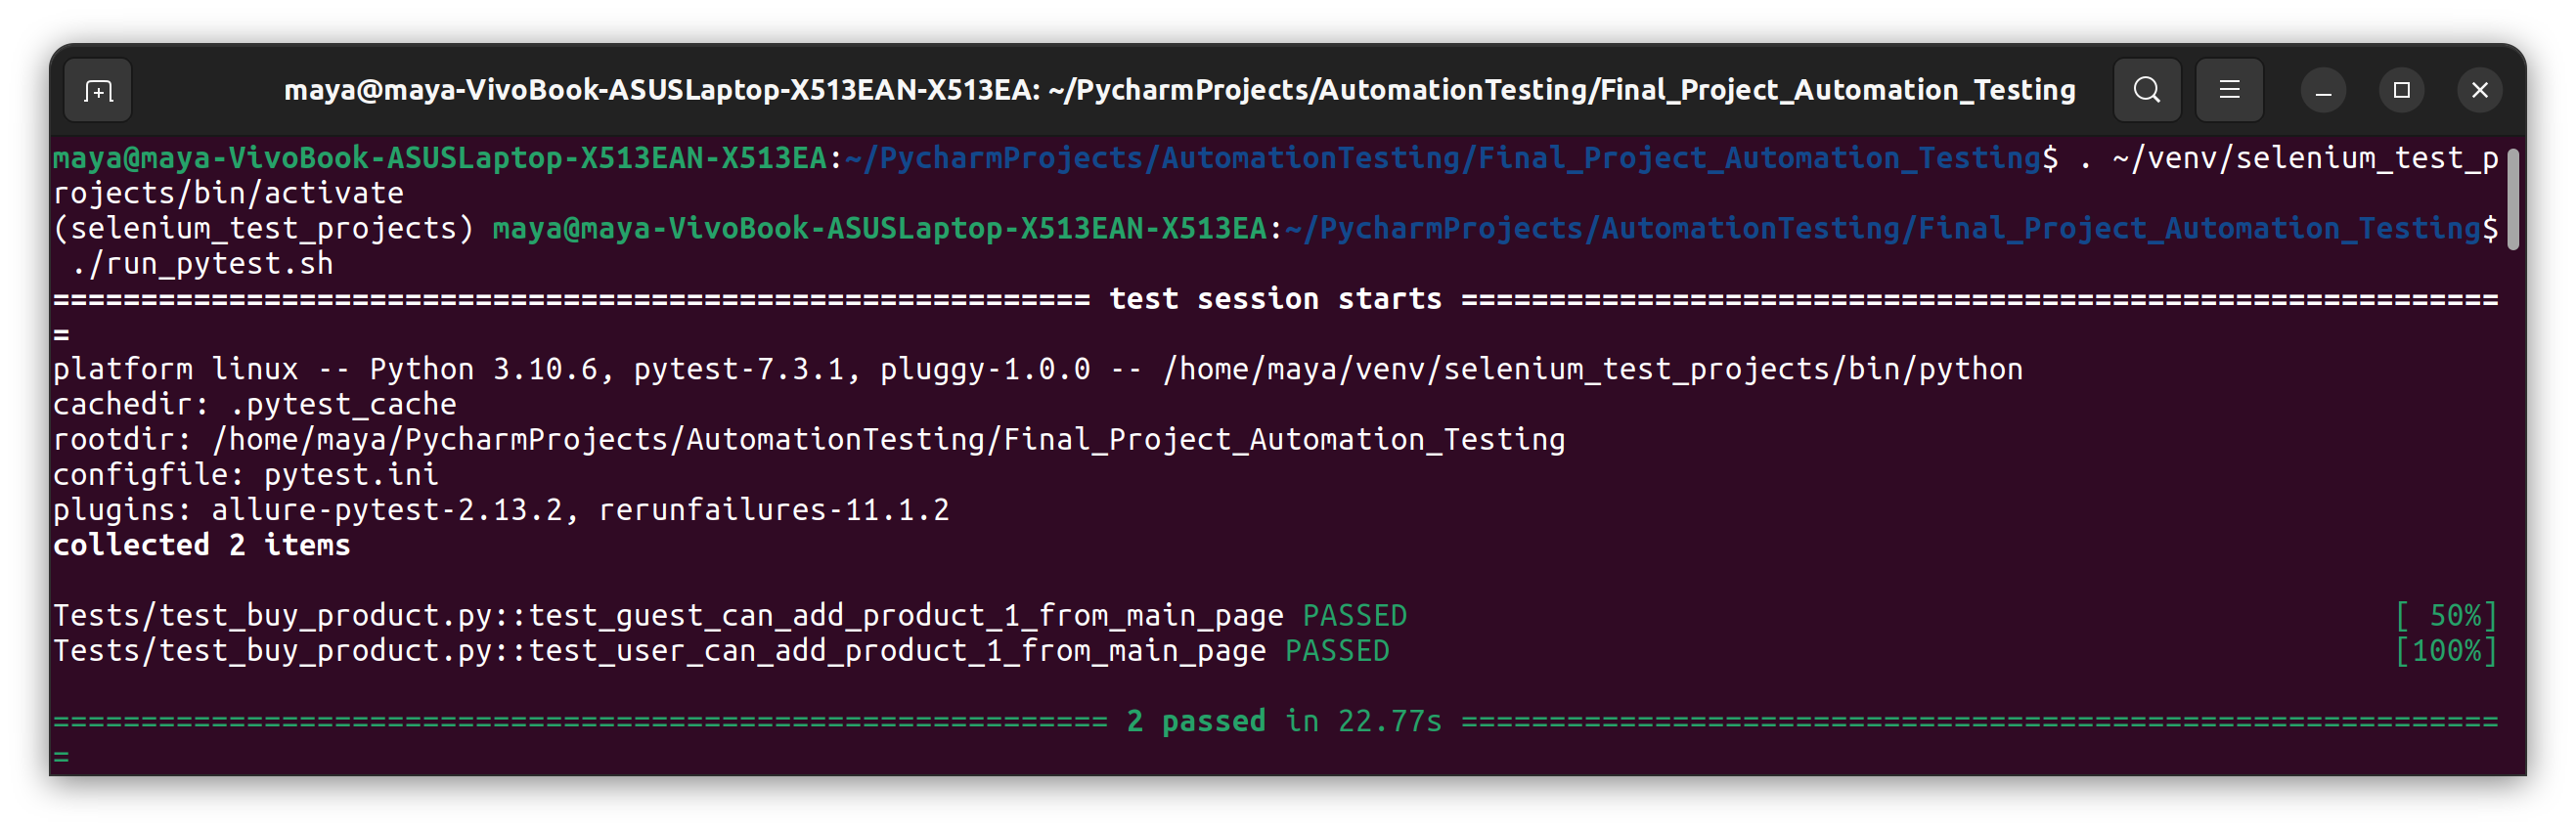 maya@maya-VivoBook-ASUSLaptop-X513EAN-X513EA: ~/PycharmProjects/AutomationTesting/Final_Project_Automation_Testing
maya@maya-VivoBook-ASUSLaptop-X513EAN-X513EA:~/PycharmProjects/AutomationTesting/Final_Project_Automation_Testing$ . ~/venv/selenium_test_p
rojects/bin/activate
(selenium_test_projects) maya@maya-VivoBook-ASUSLaptop-X513EAN-X513EA:~/PycharmProjects/AutomationTesting/Final_Project_Automation_Testing$
 ./run_pytest.sh
=========================================================== test session starts ===========================================================
=
platform linux -- Python 3.10.6, pytest-7.3.1, pluggy-1.0.0 -- /home/maya/venv/selenium_test_projects/bin/python
cachedir: .pytest_cache
rootdir: /home/maya/PycharmProjects/AutomationTesting/Final_Project_Automation_Testing
configfile: pytest.ini
plugins: allure-pytest-2.13.2, rerunfailures-11.1.2
collected 2 items

Tests/test_buy_product.py::test_guest_can_add_product_1_from_main_page PASSED [ 50%]
Tests/test_buy_product.py::test_user_can_add_product_1_from_main_page PASSED [100%]

============================================================ 2 passed in 22.77s ===========================================================
=